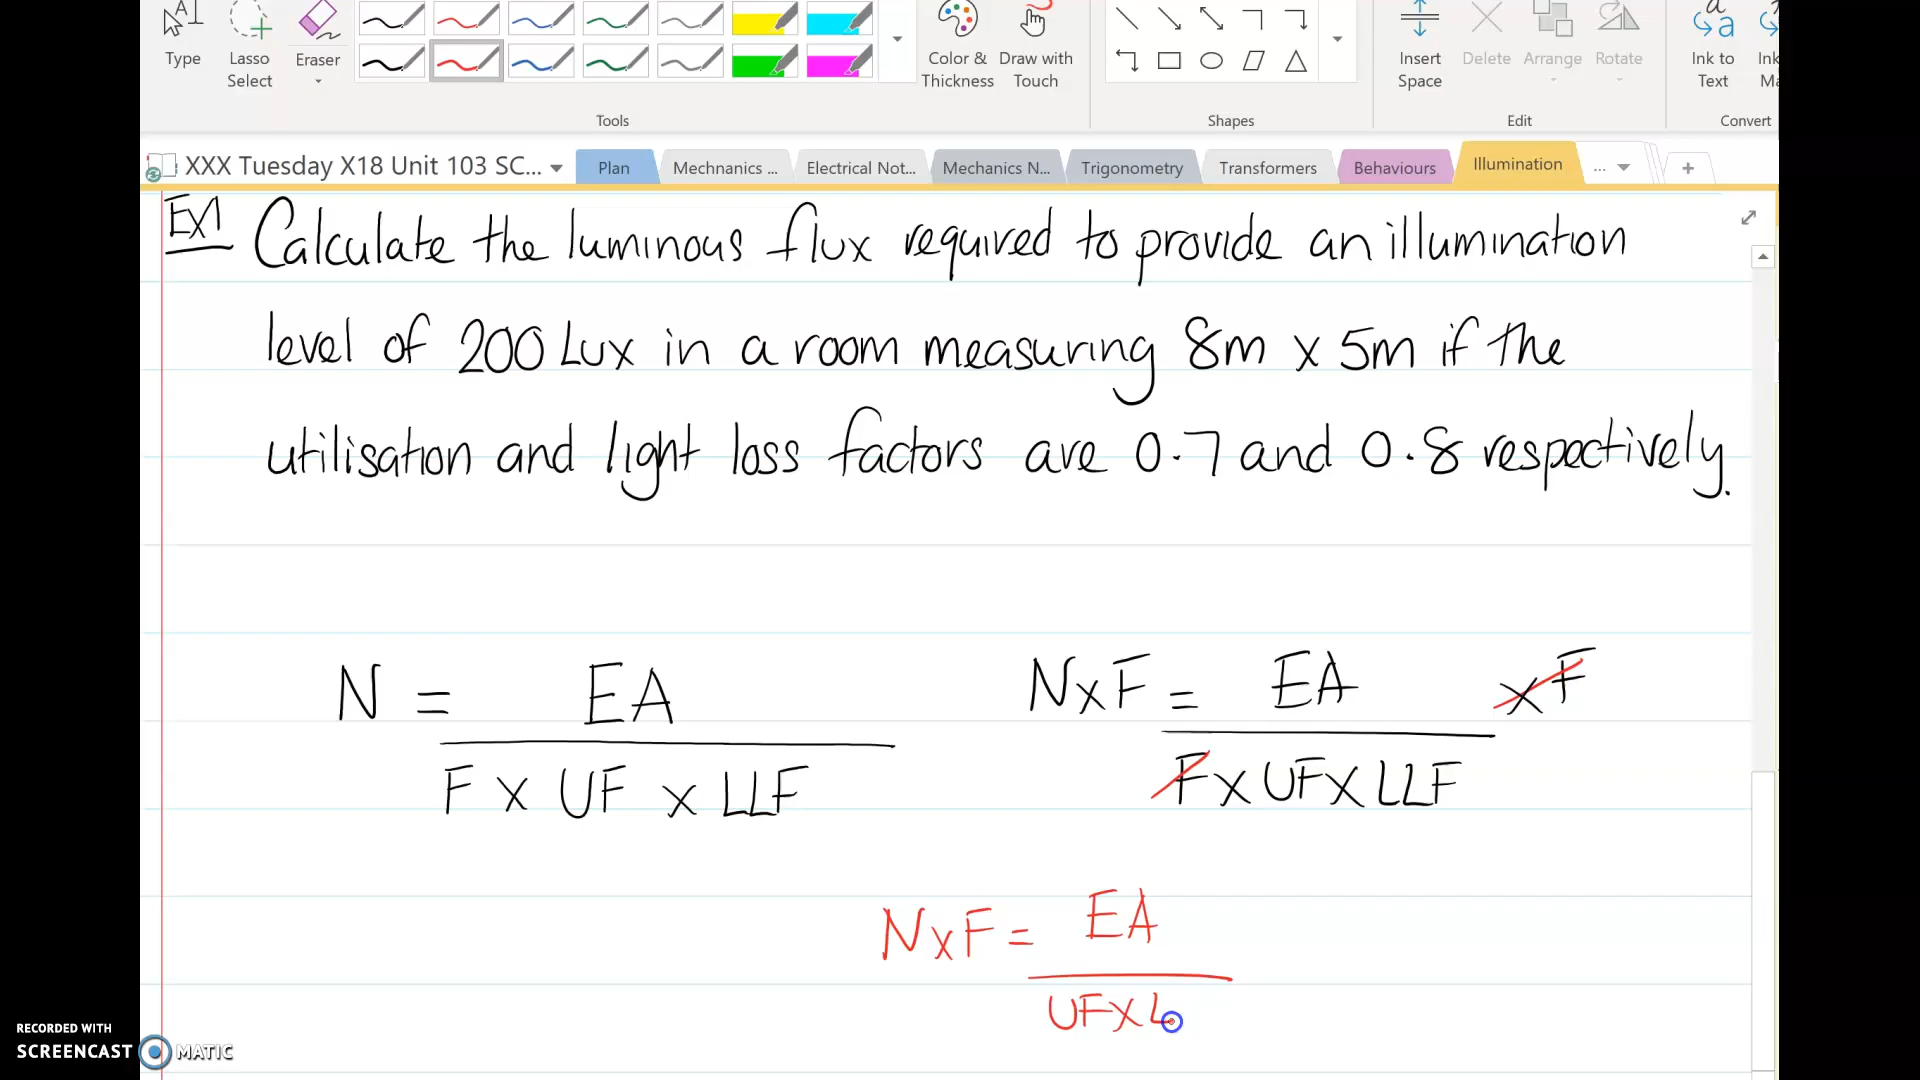 Type
Lasso Select
Eraser
Color & Thickness
Draw with Touch
Insert Space
Delete
Arrange
Rotate
a
a
Ink to Text
Tools
Shapes
Edit
Convert
XXX Tuesday X18 Unit 103 SC...
Plan
Mechnanics ...
Electrical Not...
Mechanics N...
Trigonometry
Transformers
Behaviours
Illumination
...
+
Ex1 Calculate the luminous flux required to provide an illumination
level of 200 Lux in a room measuring 8m x 5m if the
utilisation and light loss factors are 0.7 and 0.8 respectively.
N = EA
F x UF x LLF
NxF = EA x F
F x UF x LLF
NxF = EA
UF x L
RECORDED WITH
SCREENCAST MATIC